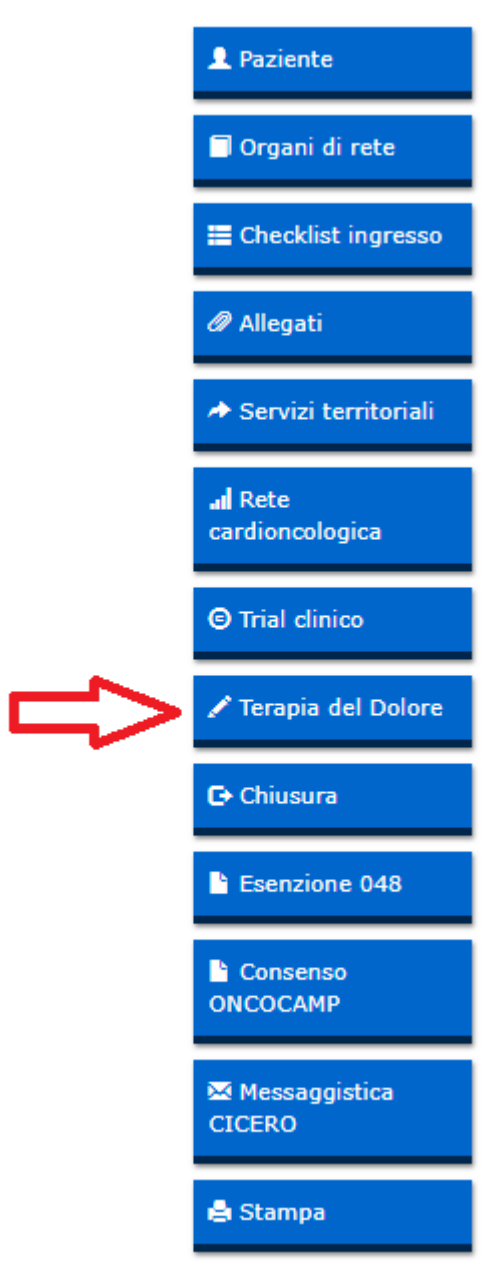 Paziente
Organi di rete
Checklist ingresso
Allegati
Servizi territoriali
Rete
cardioncologica
Trial clinico
Terapia del Dolore
Chiusura
Esenzione 048
Consenso
ONCOCAMP
Messaggistica
CICERO
Stampa